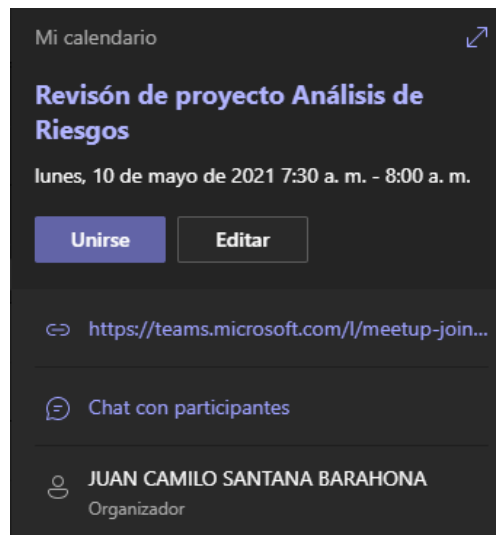 Mi calendario
Revisón de proyecto Análisis de
Riesgos
lunes, 10 de mayo de 2021 7:30 a. m. - 8:00 a. m.
Unirse Editar
https://teams.microsoft.com/l/meetup-join...
Chat con participantes
JUAN CAMILO SANTANA BARAHONA
Organizador